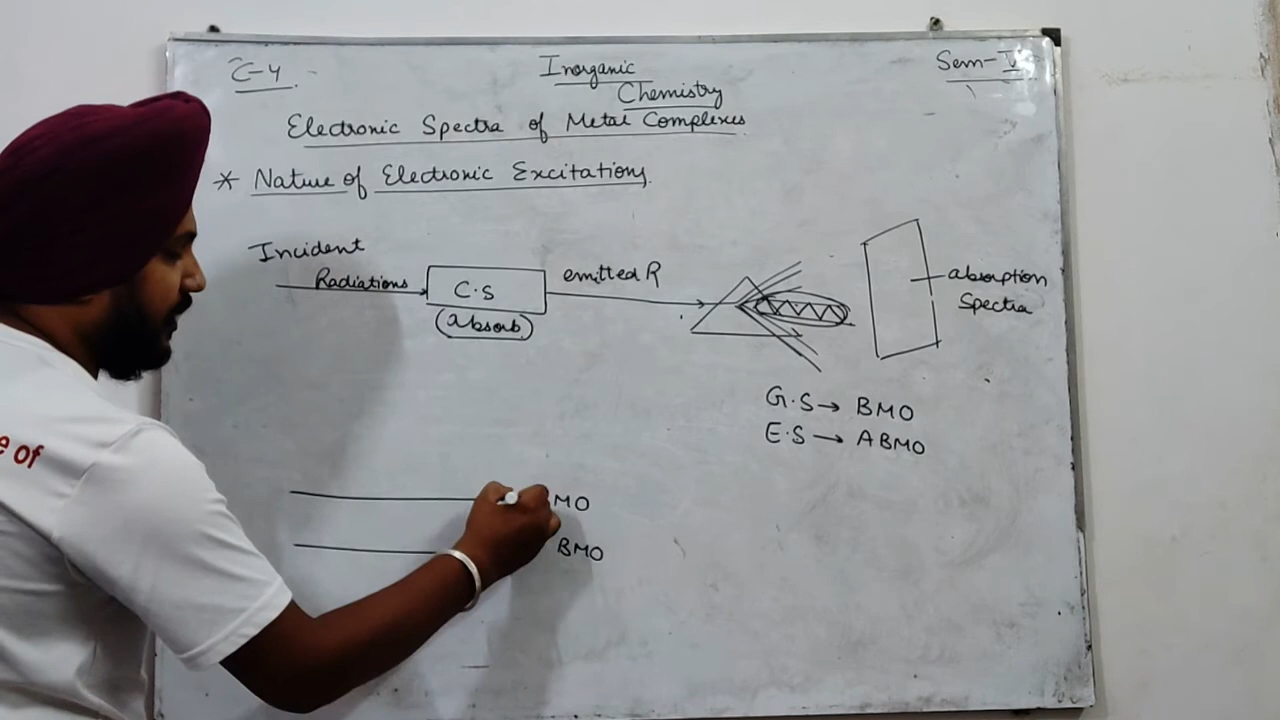 C-4
Inorganic
Chemistry
Sem-V
Electronic Spectra of Metal Complexes
* Nature of Electronic Excitations
Incident
Radiations
C.S
(Absorb)
emitted R
absorption
Spectra
G.S → BMO
E.S → ABMO
MO
BMO
e of